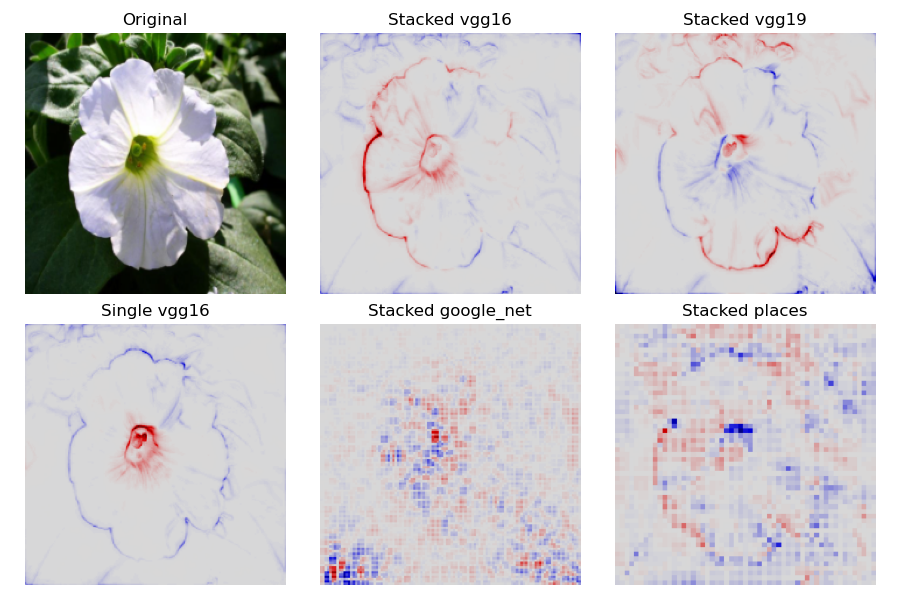 Original
Stacked vgg16
Stacked vgg19
Single vgg16
Stacked google_net
Stacked places